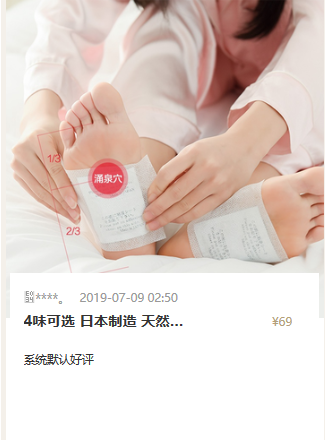 1/3
涌泉穴
2/3
****。 2019-07-09 02:50
4味可选 日本制造 天然... ¥69
系统默认好评